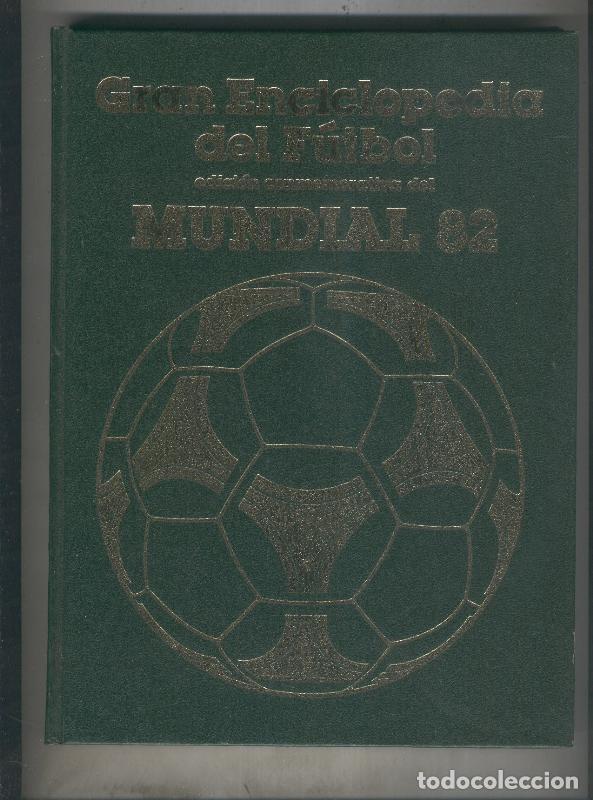 Gran Enciclopedia
del Fútbol
edición conmemorativa del
MUNDIAL 82
todocoleccion